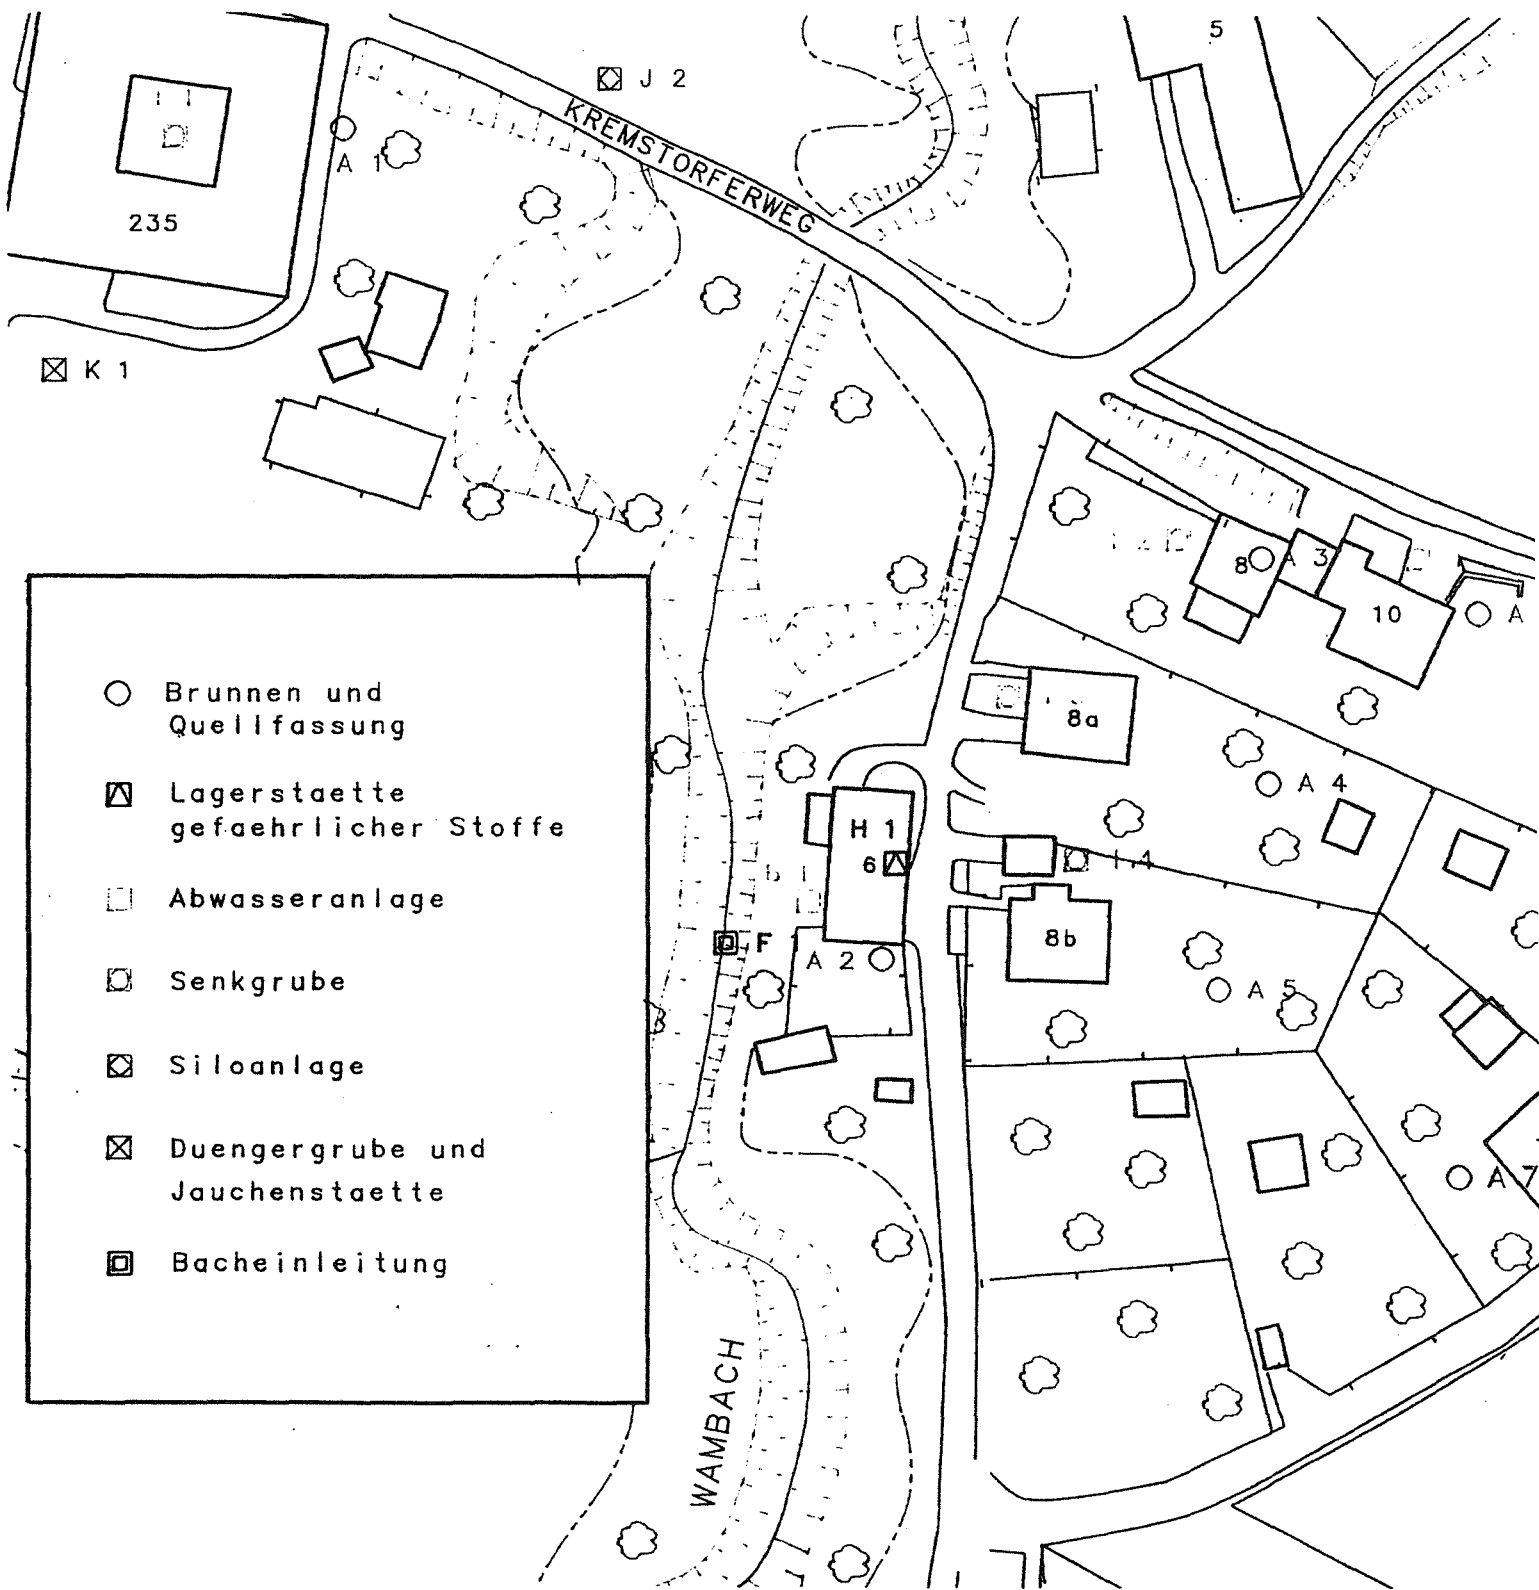 5
J 2
KREMSTORFERWEG
A 1
235
K 1
8
A 3
10
A
8a
A 4
H 1
6
I 1
F
8b
A 2
A 5
A 7
WAMBACH
Brunnen und
Quellfassung
Lagerstaette
gefaehrlicher Stoffe
Abwasseranlage
Senkgrube
Siloanlage
Duengergrube und
Jauchenstaette
Bacheinleitung